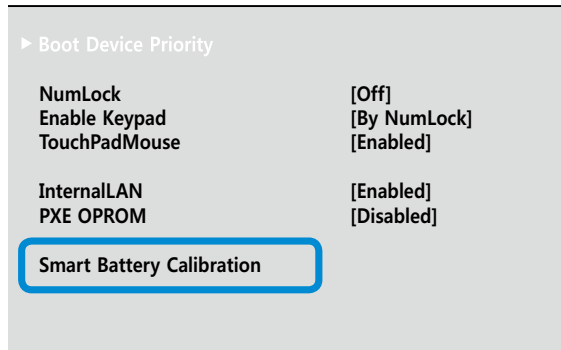 ▶ Boot Device Priority
NumLock [Off]
Enable Keypad [By NumLock]
TouchPadMouse [Enabled]
InternalLAN [Enabled]
PXE OPROM [Disabled]
Smart Battery Calibration